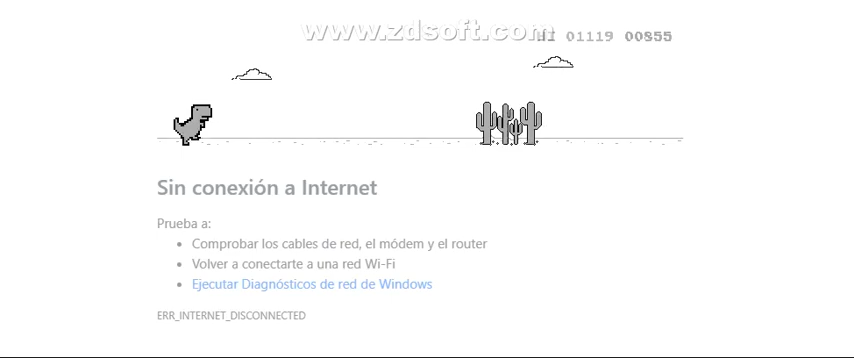 www.zdsoft.com
HI 01119 00855
Sin conexión a Internet
Prueba a:
Comprobar los cables de red, el módem y el router
Volver a conectarte a una red Wi-Fi
Ejecutar Diagnósticos de red de Windows
ERR_INTERNET_DISCONNECTED